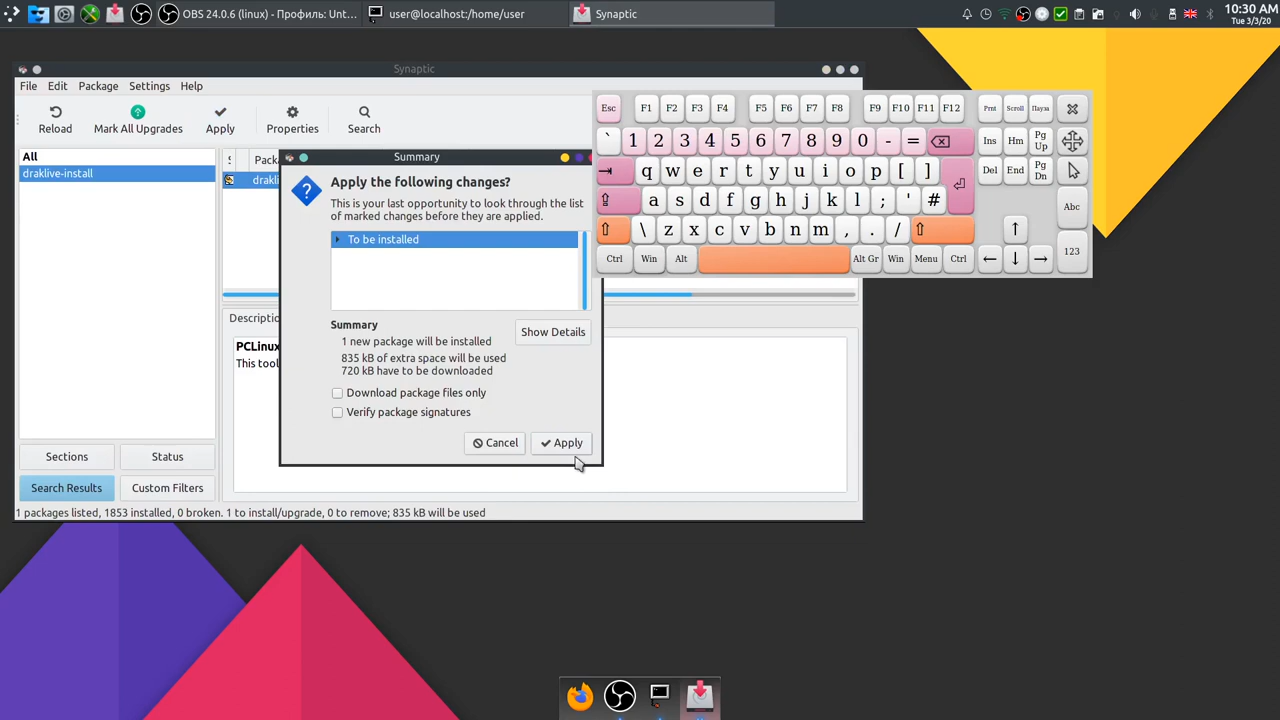 OBS 24.0.6 (linux) - Профиль: Unt...
user@localhost:/home/user
Synaptic
10:30 AM
Tue 3/3/20
Synaptic
File Edit Package Settings Help
Reload
Mark All Upgrades
Apply
Properties
Search
All
draklive-install
S
Packa
drakli
Summary
Apply the following changes?
This is your last opportunity to look through the list
of marked changes before they are applied.
To be installed
Summary
Show Details
1 new package will be installed
835 kB of extra space will be used
720 kB have to be downloaded
Download package files only
Verify package signatures
Cancel
Apply
Descriptio
PCLinux
This tool
Sections
Status
Search Results
Custom Filters
1 packages listed, 1853 installed, 0 broken. 1 to install/upgrade, 0 to remove; 835 kB will be used
Esc F1 F2 F3 F4 F5 F6 F7 F8 F9 F10 F11 F12 Prnt Scroll Пауза
` 1 2 3 4 5 6 7 8 9 0 - = Ins Hm Pg Up
q w e r t y u i o p [ ] Del End Pg Dn
a s d f g h j k l ; ' # Abc
\ z x c v b n m , . /
Ctrl Win Alt Alt Gr Win Menu Ctrl 123